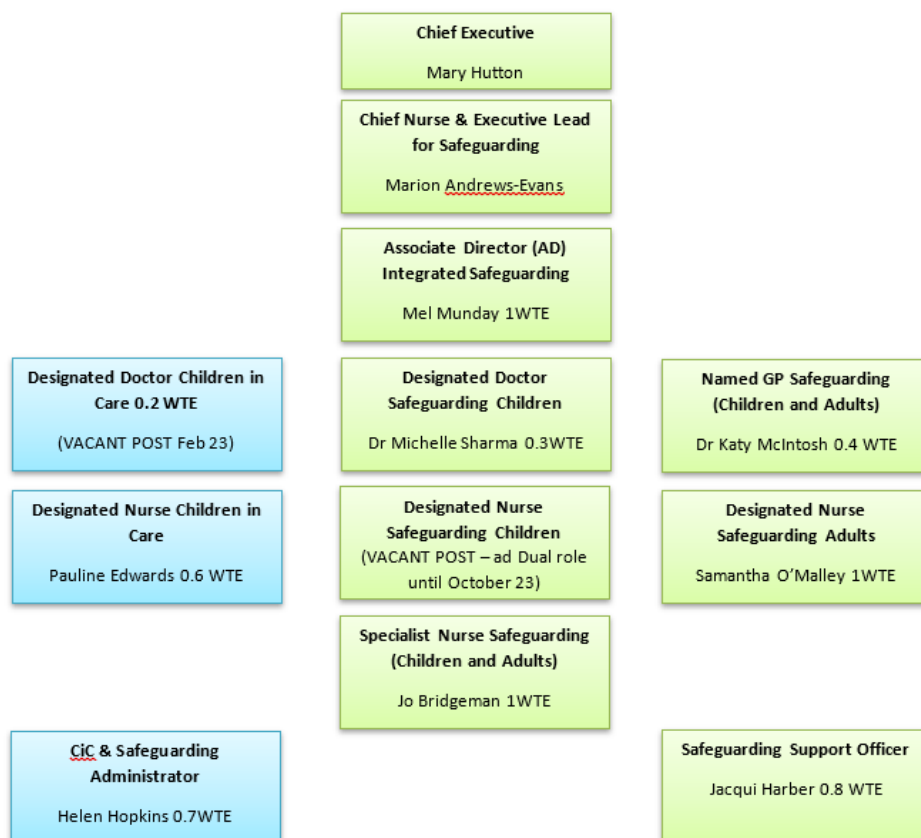 Chief Executive
Mary Hutton
Chief Nurse & Executive Lead
for Safeguarding
Marion Andrews-Evans
Associate Director (AD)
Integrated Safeguarding
Mel Munday 1WTE
Designated Doctor Children in
Care 0.2 WTE
(VACANT POST Feb 23)
Designated Doctor
Safeguarding Children
Dr Michelle Sharma 0.3WTE
Named GP Safeguarding
(Children and Adults)
Dr Katy McIntosh 0.4 WTE
Designated Nurse Children in
Care
Pauline Edwards 0.6 WTE
Designated Nurse
Safeguarding Children
(VACANT POST – ad Dual role
until October 23)
Designated Nurse
Safeguarding Adults
Samantha O’Malley 1WTE
Specialist Nurse Safeguarding
(Children and Adults)
Jo Bridgeman 1WTE
CiC & Safeguarding
Administrator
Helen Hopkins 0.7WTE
Safeguarding Support Officer
Jacqui Harber 0.8 WTE